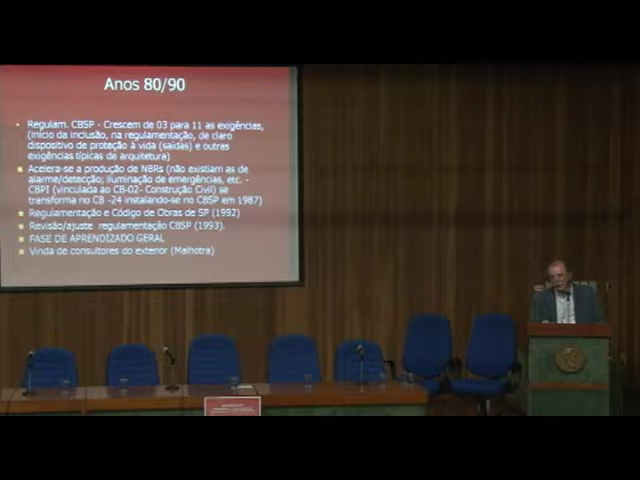 Anos 80/90
Regulam. CBSP - Crescem de 03 para 11 as exigências,
(início da inclusão, na regulamentação, de claro
dispositivo de proteção à vida (saídas) e outras
exigências típicas de arquitetura)
Acelera-se a produção de NBRs (não existiam as de
alarme/detecção; iluminação de emergências, etc. -
CBPI (vinculada ao CB-02- Construção Civil) se
transforma no CB -24 instalando-se no CBSP em 1987)
Regulamentação e Código de Obras de SP (1992)
Revisão/ajuste regulamentação CBSP (1993).
FASE DE APRENDIZADO GERAL
Vinda de consultores do exterior (Malhotra)